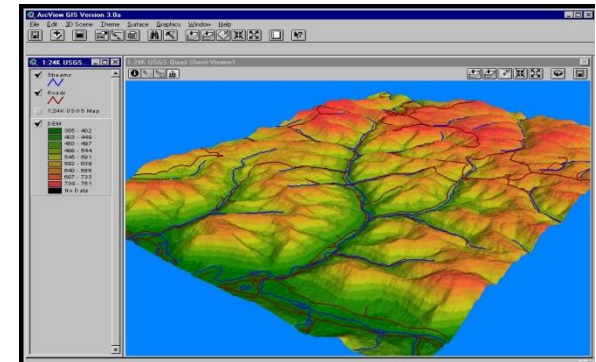 ArcView GIS Version 3.0a
File Edit 3D Scene Theme Surface Graphics Window Help
1:24K USGS...
1:24K USGS Quad Sheet-Viewer1
Streams
Roads
1:24K USGS Map
DEM
403 - 449
450 - 497
498 - 544
545 - 591
592 - 639
640 - 686
687 - 733
734 - 781
No Data